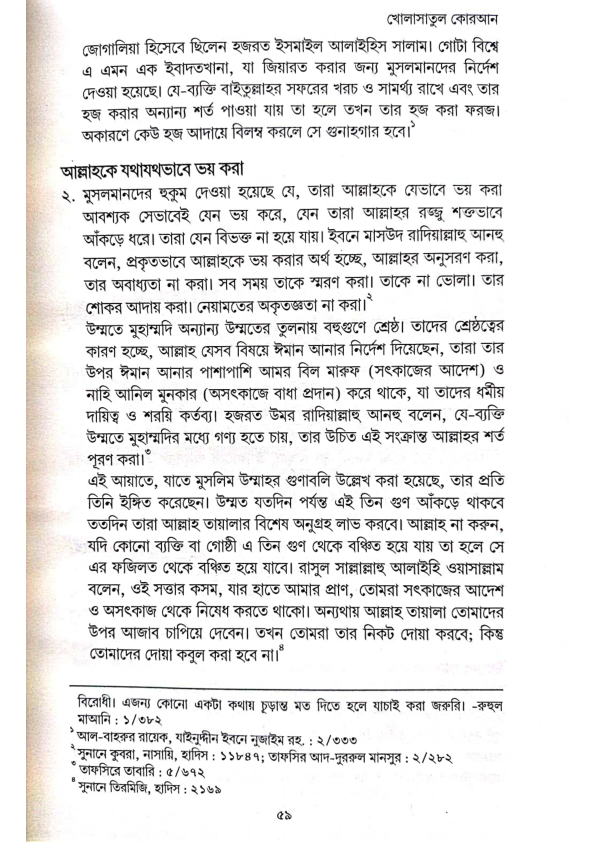 খোলাসাতুল কোরআন
জোগালিয়া হিসেবে ছিলেন হজরত ইসমাইল আলাইহিস সালাম। গোটা বিশ্বে
এ এমন এক ইবাদতখানা, যা জিয়ারত করার জন্য মুসলমানদের নির্দেশ
দেওয়া হয়েছে। যে-ব্যক্তি বাইতুল্লাহর সফরের খরচ ও সামর্থ্য রাখে এবং তার
হজ করার অন্যান্য শর্ত পাওয়া যায় তা হলে তখন তার হজ করা ফরজ।
অকারণে কেউ হজ আদায়ে বিলম্ব করলে সে গুনাহগার হবে।১
আল্লাহকে যথাযথভাবে ভয় করা
২. মুসলমানদের হুকুম দেওয়া হয়েছে যে, তারা আল্লাহকে যেভাবে ভয় করা
আবশ্যক সেভাবেই যেন ভয় করে, যেন তারা আল্লাহর রজ্জু শক্তভাবে
আঁকড়ে ধরে। তারা যেন বিভক্ত না হয়ে যায়। ইবনে মাসউদ রাদিয়াল্লাহু আনহু
বলেন, প্রকৃতভাবে আল্লাহকে ভয় করার অর্থ হচ্ছে, আল্লাহর অনুসরণ করা,
তার অবাধ্যতা না করা। সব সময় তাকে স্মরণ করা। তাকে না ভোলা। তার
শোকর আদায় করা। নেয়ামতের অকৃতজ্ঞতা না করা।২
উম্মতে মুহাম্মদি অন্যান্য উম্মতের তুলনায় বহুগুণে শ্রেষ্ঠ। তাদের শ্রেষ্ঠত্বের
কারণ হচ্ছে, আল্লাহ যেসব বিষয়ে ঈমান আনার নির্দেশ দিয়েছেন, তারা তার
উপর ঈমান আনার পাশাপাশি আমর বিল মারুফ (সৎকাজের আদেশ) ও
নাহি আনিল মুনকার (অসৎকাজে বাধা প্রদান) করে থাকে, যা তাদের ধর্মীয়
দায়িত্ব ও শরয়ি কর্তব্য। হজরত উমর রাদিয়াল্লাহু আনহু বলেন, যে-ব্যক্তি
উম্মতে মুহাম্মদির মধ্যে গণ্য হতে চায়, তার উচিত এই সংক্রান্ত আল্লাহর শর্ত
পূরণ করা।৩
এই আয়াতে, যাতে মুসলিম উম্মাহর গুণাবলি উল্লেখ করা হয়েছে, তার প্রতি
তিনি ইঙ্গিত করেছেন। উম্মত যতদিন পর্যন্ত এই তিন গুণ আঁকড়ে থাকবে
ততদিন তারা আল্লাহ তায়ালার বিশেষ অনুগ্রহ লাভ করবে। আল্লাহ না করুন,
যদি কোনো ব্যক্তি বা গোষ্ঠী এ তিন গুণ থেকে বঞ্চিত হয়ে যায় তা হলে সে
এর ফজিলত থেকে বঞ্চিত হয়ে যাবে। রাসুল সাল্লাল্লাহু আলাইহি ওয়াসাল্লাম
বলেন, ওই সত্তার কসম, যার হাতে আমার প্রাণ, তোমরা সৎকাজের আদেশ
ও অসৎকাজ থেকে নিষেধ করতে থাকো। অন্যথায় আল্লাহ তায়ালা তোমাদের
উপর আজাব চাপিয়ে দেবেন। তখন তোমরা তার নিকট দোয়া করবে; কিন্তু
তোমাদের দোয়া কবুল করা হবে না।৪
বিরোধী। এজন্য কোনো একটা কথায় চূড়ান্ত মত দিতে হলে যাচাই করা জরুরি। -রুহুল
মাআনি : ১/৩৮২
১ আল-বাহরুর রায়েক, যাইনুদ্দীন ইবনে নুজাইম রহ. : ২/৩৩৩
২ সুনানে কুবরা, নাসায়ি, হাদিস : ১১৮৪৭; তাফসির আদ-দুররুল মানসুর : ২/২৮২
৩ তাফসিরে তাবারি : ৫/৬৭২
৪ সুনানে তিরমিজি, হাদিস : ২১৬৯
৫৯